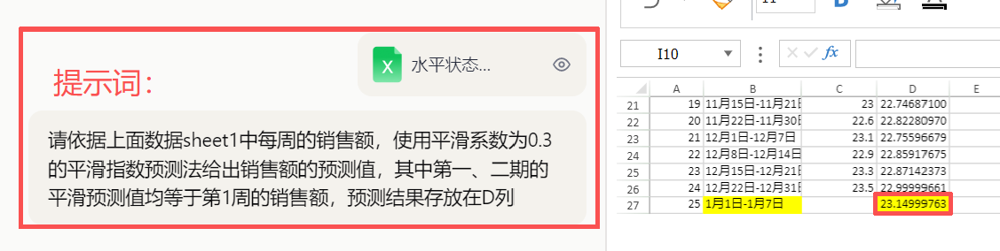 提示词：
X 水平状态...
请依据上面数据sheet1中每周的销售额，使用平滑系数为0.3
的平滑指数预测法给出销售额的预测值，其中第一、二期的
平滑预测值均等于第1周的销售额，预测结果存放在D列
I10 fx
A B C D E
21 19 11月15日-11月21日 23 22.74687100
22 20 11月22日-11月30日 22.6 22.82280970
23 21 12月1日-12月7日 23.1 22.75596679
24 22 12月8日-12月14日 22.9 22.85917675
25 23 12月15日-12月21日 23.3 22.87142373
26 24 12月22日-12月31日 23.5 22.99999661
27 25 1月1日-1月7日 23.14999763